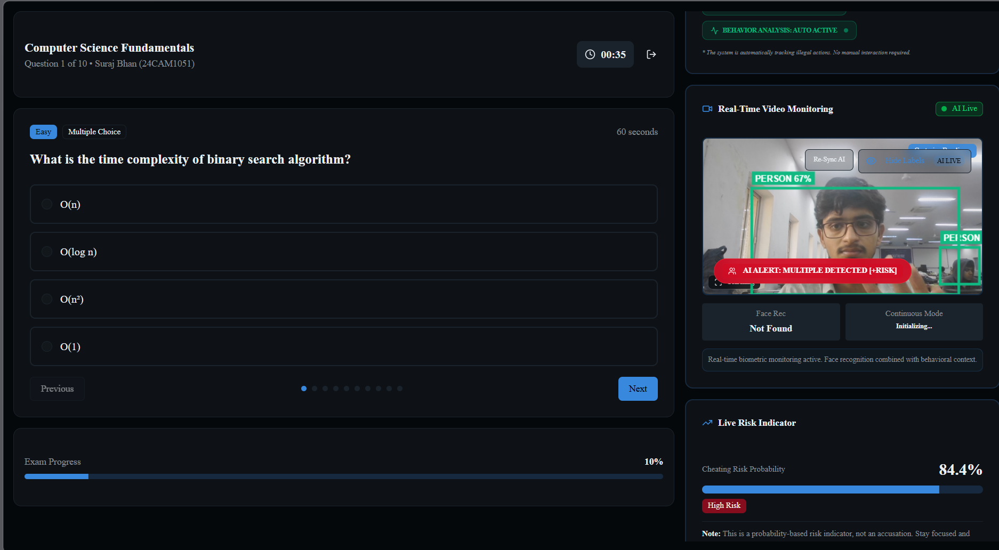 Computer Science Fundamentals
Question 1 of 10 • Suraj Bhan (24CAM1051)
00:35
Easy
Multiple Choice
60 seconds
What is the time complexity of binary search algorithm?
O(n)
O(log n)
O(n²)
O(1)
Previous
Next
Exam Progress
10%
BEHAVIOR ANALYSIS: AUTO ACTIVE
* The system is automatically tracking illegal actions. No manual interaction required.
Real-Time Video Monitoring
AI Live
Re-Sync AI
Hide Labels
AI LIVE
PERSON 67%
PERSON
AI ALERT: MULTIPLE DETECTED [+RISK]
Face Rec
Not Found
Continuous Mode
Initializing...
Real-time biometric monitoring active. Face recognition combined with behavioral context.
Live Risk Indicator
Cheating Risk Probability
84.4%
High Risk
Note: This is a probability-based risk indicator, not an accusation. Stay focused and